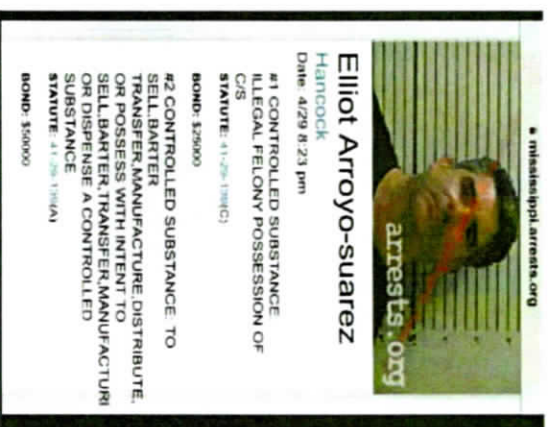 mississippi.arrests.org
arrests.org
Elliot Arroyo-suarez
Hancock
Date: 4/29 8:23 pm
#1 CONTROLLED SUBSTANCE
ILLEGAL FELONY POSSESSION OF
C/S
STATUTE: 41-29-139(C)
BOND: $25000
#2 CONTROLLED SUBSTANCE: TO
SELL,BARTER
TRANSFER,MANUFACTURE,DISTRIBUTE,
OR POSSESS WITH INTENT TO
SELL,BARTER,TRANSFER,MANUFACTURI
OR DISPENSE A CONTROLLED
SUBSTANCE
STATUTE: 41-29-139(A)
BOND: $50000